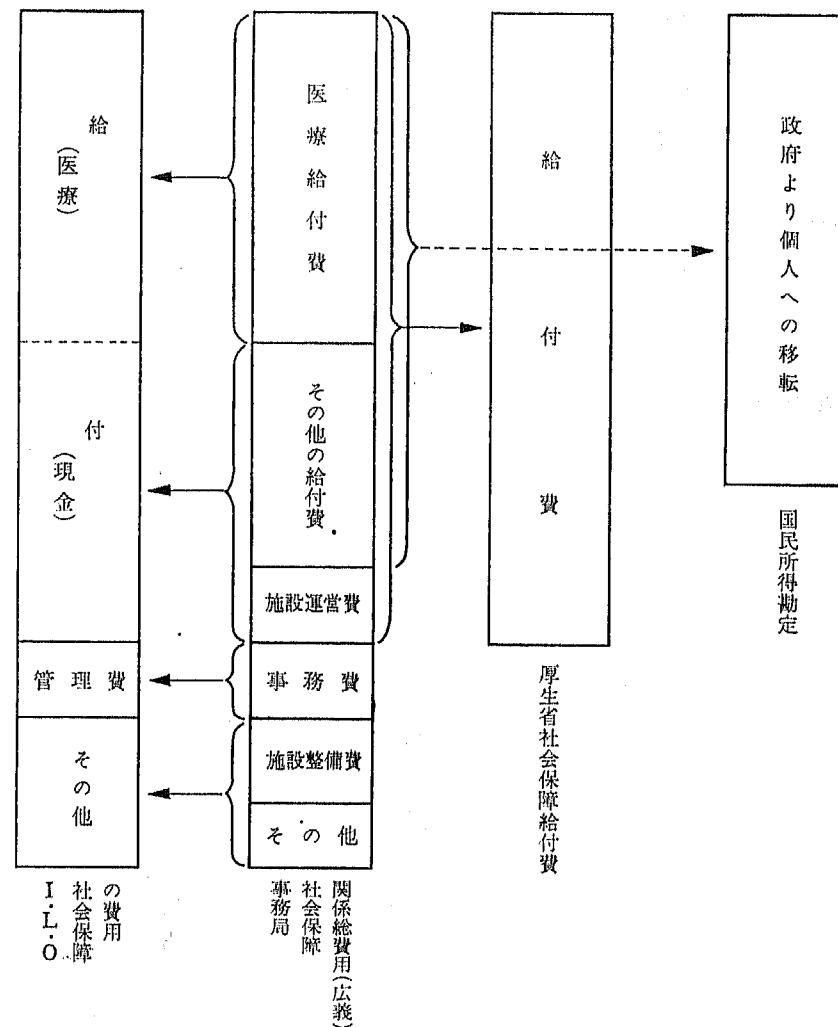 給付
(医療)
(現金)
管理費
その他
I.L.O
社会保障
の費用
医療給付費
その他の給付費
施設運営費
事務費
施設整備費
その他
事務局
社会保障
関係総費用(広義)
給付費
厚生省社会保障給付費
政府より個人への移転
国民所得勘定